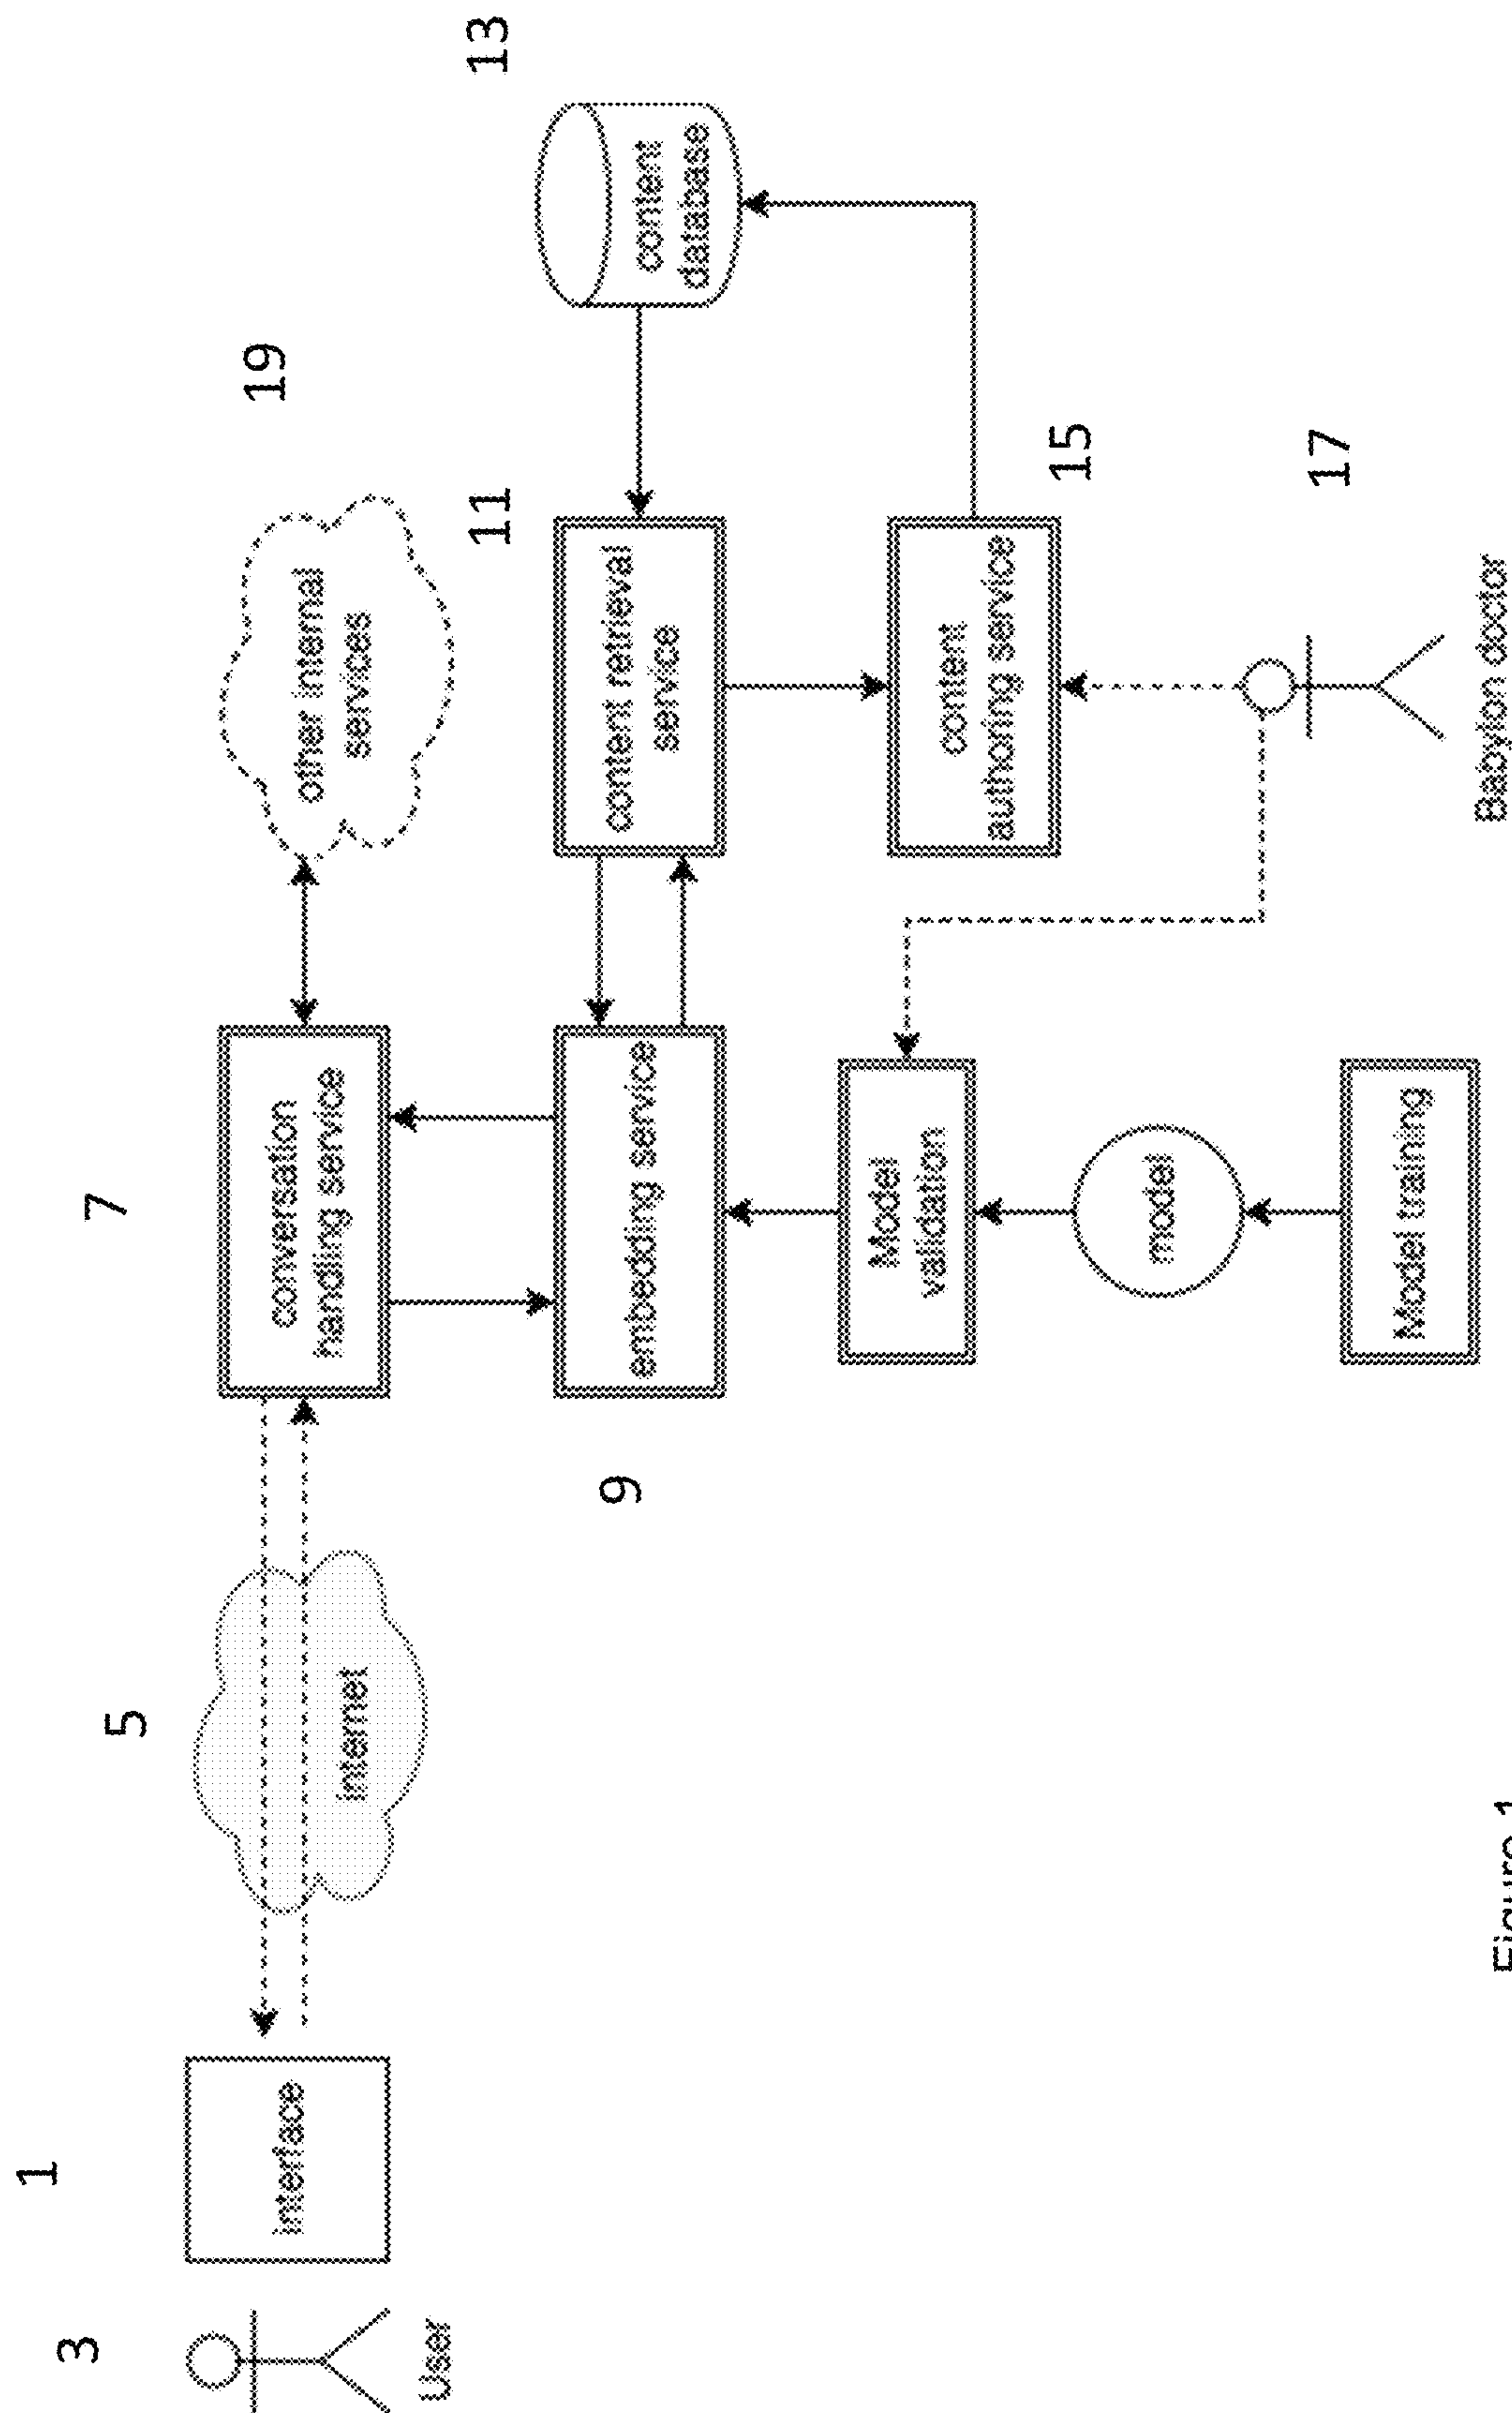 3
User
1
interface
5
internet
7
conversation
handling service
19
other internal
services
9
embedding service
11
content retrieval
service
13
content
database
Model
validation
content
authoring service
15
model
17
Model training
Babylon doctor
Figure 1